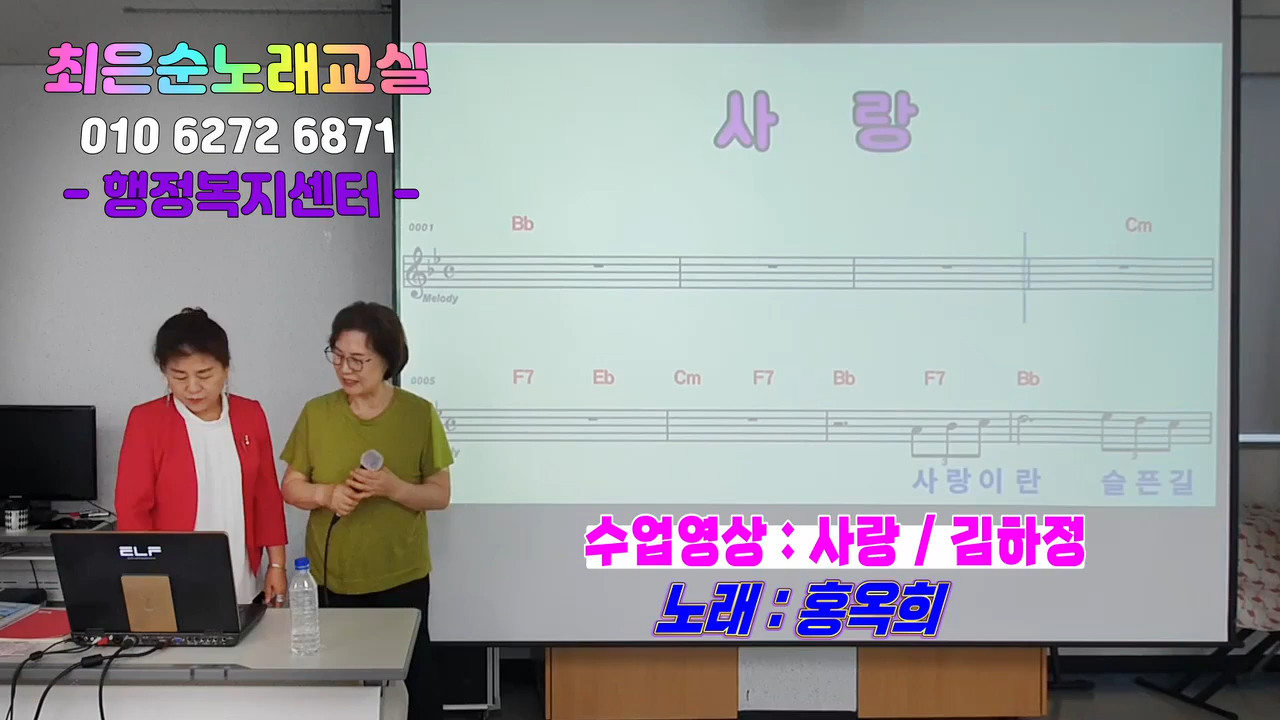 최은순노래교실
010 6272 6871
- 행정복지센터 -
사 랑
0001 Bb Cm
Melody
0005 F7 Eb Cm F7 Bb F7 Bb
3 3
사랑이 란 슬픈길
수업영상 : 사랑 / 김하정
노래 : 홍옥희
ELF